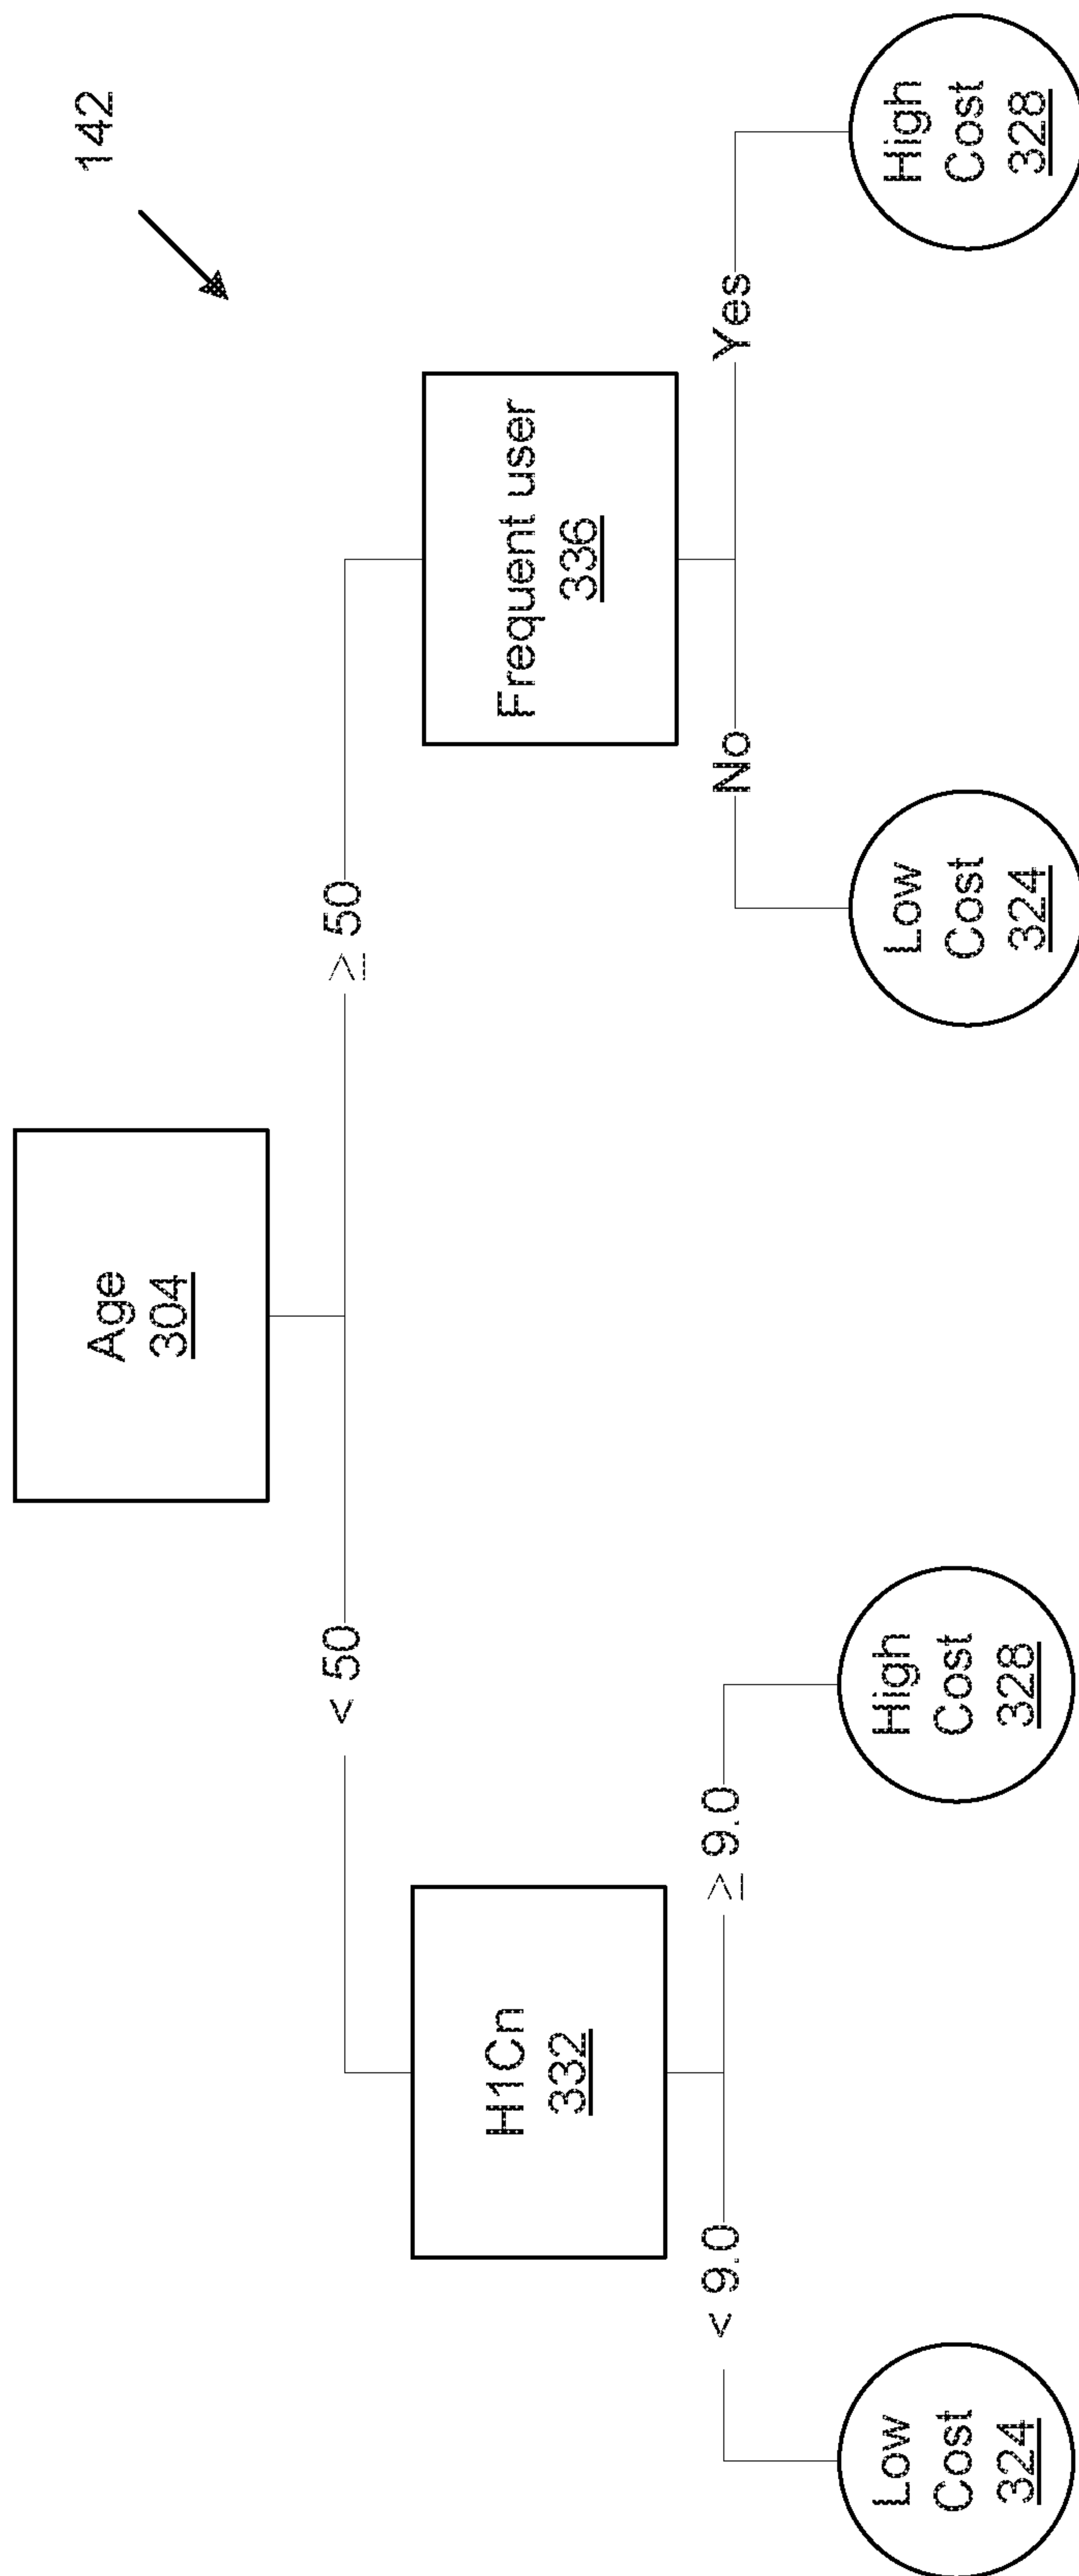 142
Age
304
< 50
≥ 50
H1Cn
332
Frequent user
336
< 9.0
≥ 9.0
No
Yes
Low
Cost
324
High
Cost
328
Low
Cost
324
High
Cost
328